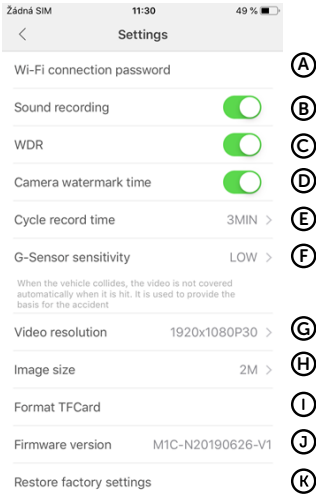 Žádná SIM 11:30 49 %
Settings
Wi-Fi connection password A
Sound recording B
WDR C
Camera watermark time D
Cycle record time 3MIN > E
G-Sensor sensitivity LOW > F
When the vehicle collides, the video is not covered
automatically when it is hit. It is used to provide the
basis for the accident
Video resolution 1920x1080P30 > G
Image size 2M > H
Format TFCard I
Firmware version M1C-N20190626-V1 J
Restore factory settings K